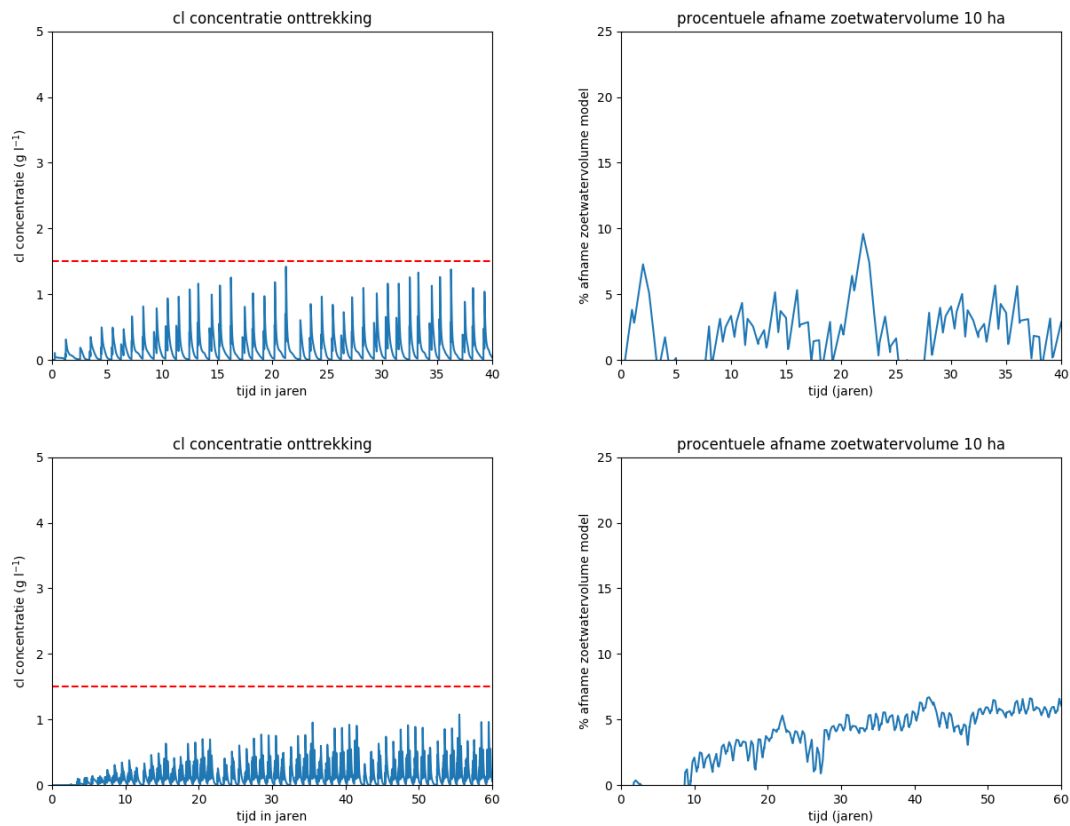 cl concentratie onttrekking
cl concentratie (g l⁻¹)
5
4
3
2
1
0
0 5 10 15 20 25 30 35 40
tijd in jaren
procentuele afname zoetwatervolume 10 ha
% afname zoetwatervolume model
25
20
15
10
5
0
0 5 10 15 20 25 30 35 40
tijd (jaren)
cl concentratie onttrekking
cl concentratie (g l⁻¹)
5
4
3
2
1
0
0 10 20 30 40 50 60
tijd in jaren
procentuele afname zoetwatervolume 10 ha
% afname zoetwatervolume model
25
20
15
10
5
0
0 10 20 30 40 50 60
tijd (jaren)